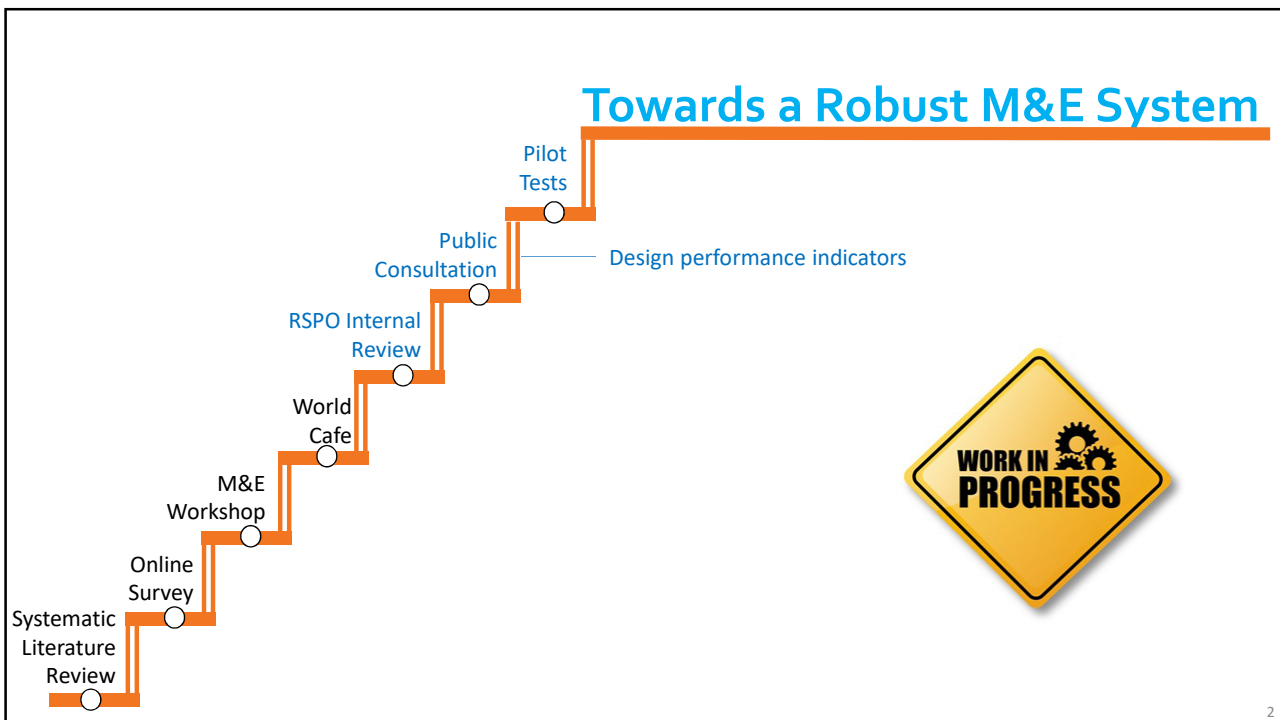 Towards a Robust M&E System
Pilot
Tests
Public
Consultation
Design performance indicators
RSPO Internal
Review
World
Cafe
M&E
Workshop
Online
Survey
Systematic
Literature
Review
WORK IN
PROGRESS
2